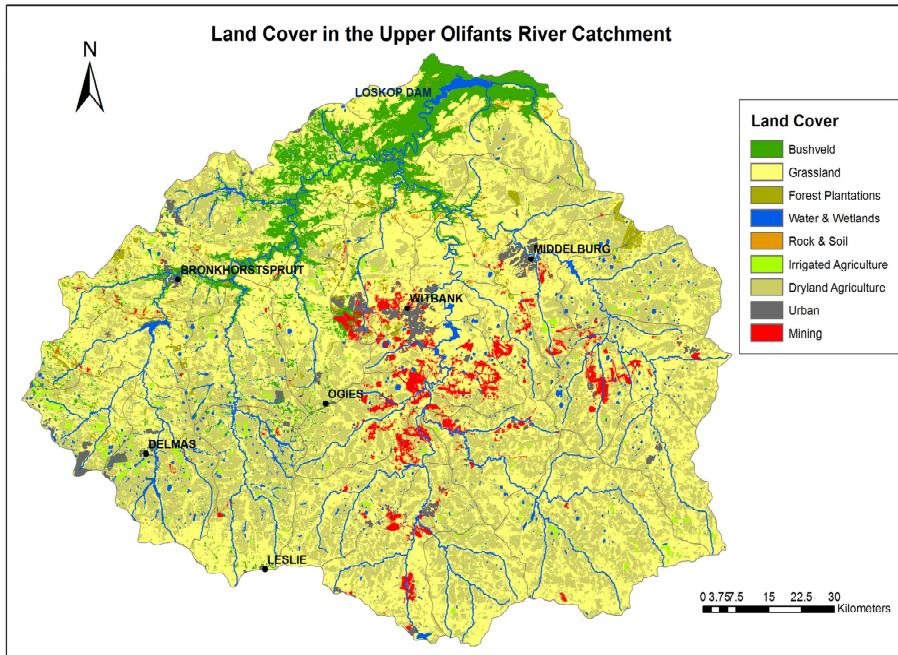 Land Cover in the Upper Olifants River Catchment
N
LOSKOP DAM
MIDDELBURG
BRONKHORSTSPRUIT
WITBANK
OGIES
DELMAS
LESLIE
Land Cover
Bushveld
Grassland
Forest Plantations
Water & Wetlands
Rock & Soil
Irrigated Agriculture
Dryland Agriculture
Urban
Mining
0 3.75 7.5 15 22.5 30
Kilometers